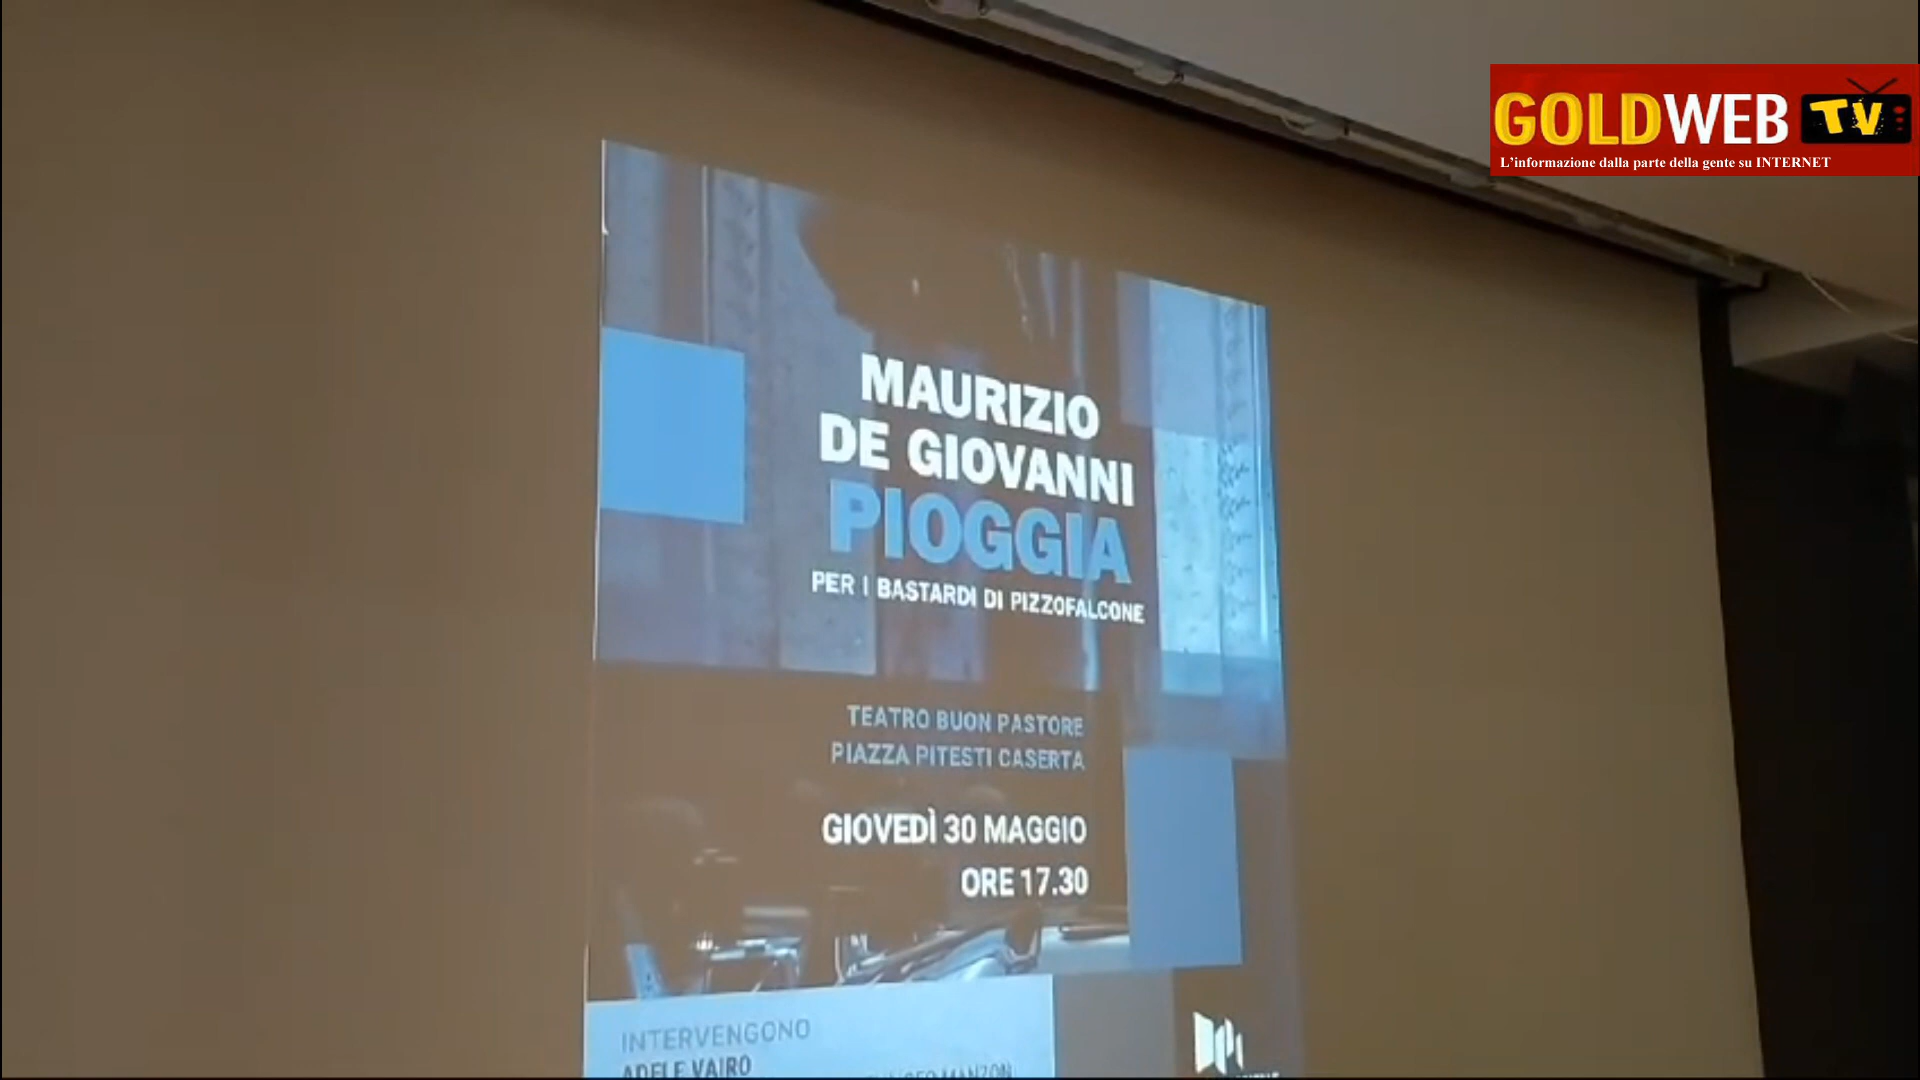 GOLDWEB TV
L'informazione dalla parte della gente su INTERNET
MAURIZIO
DE GIOVANNI
PIOGGIA
PER I BASTARDI DI PIZZOFALCONE
TEATRO BUON PASTORE
PIAZZA PITESTI CASERTA
GIOVEDÌ 30 MAGGIO
ORE 17.30
INTERVENGONO
ADELE VAIRO